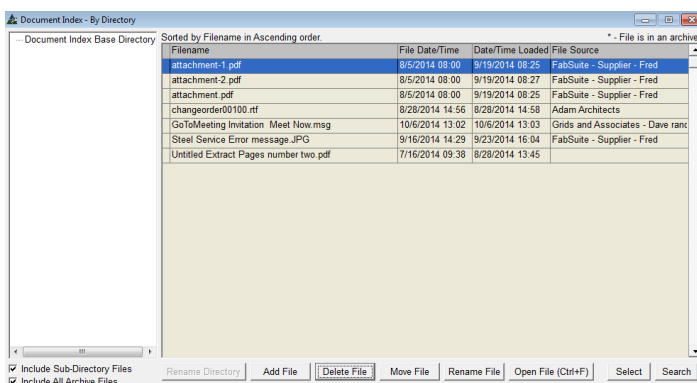 Document Index - By Directory
Document Index Base Directory
Sorted by Filename in Ascending order. * - File is in an archive
Filename File Date/Time Date/Time Loaded File Source
attachment-1.pdf 8/5/2014 08:00 9/19/2014 08:25 FabSuite - Supplier - Fred
attachment-2.pdf 8/5/2014 08:00 9/19/2014 08:27 FabSuite - Supplier - Fred
attachment.pdf 8/5/2014 08:00 9/19/2014 08:25 FabSuite - Supplier - Fred
changeorder00100.rtf 8/28/2014 14:56 8/28/2014 14:58 Adam Architects
GoToMeeting Invitation Meet Now.msg 10/6/2014 13:02 10/6/2014 13:03 Grids and Associates - Dave ranc
Steel Service Error message.JPG 9/16/2014 14:29 9/23/2014 16:04 FabSuite - Supplier - Fred
Untitled Extract Pages number two.pdf 7/16/2014 09:38 8/28/2014 13:45
Include Sub-Directory Files
Include All Archive Files
Rename Directory Add File Delete File Move File Rename File Open File (Ctrl+F) Select Search